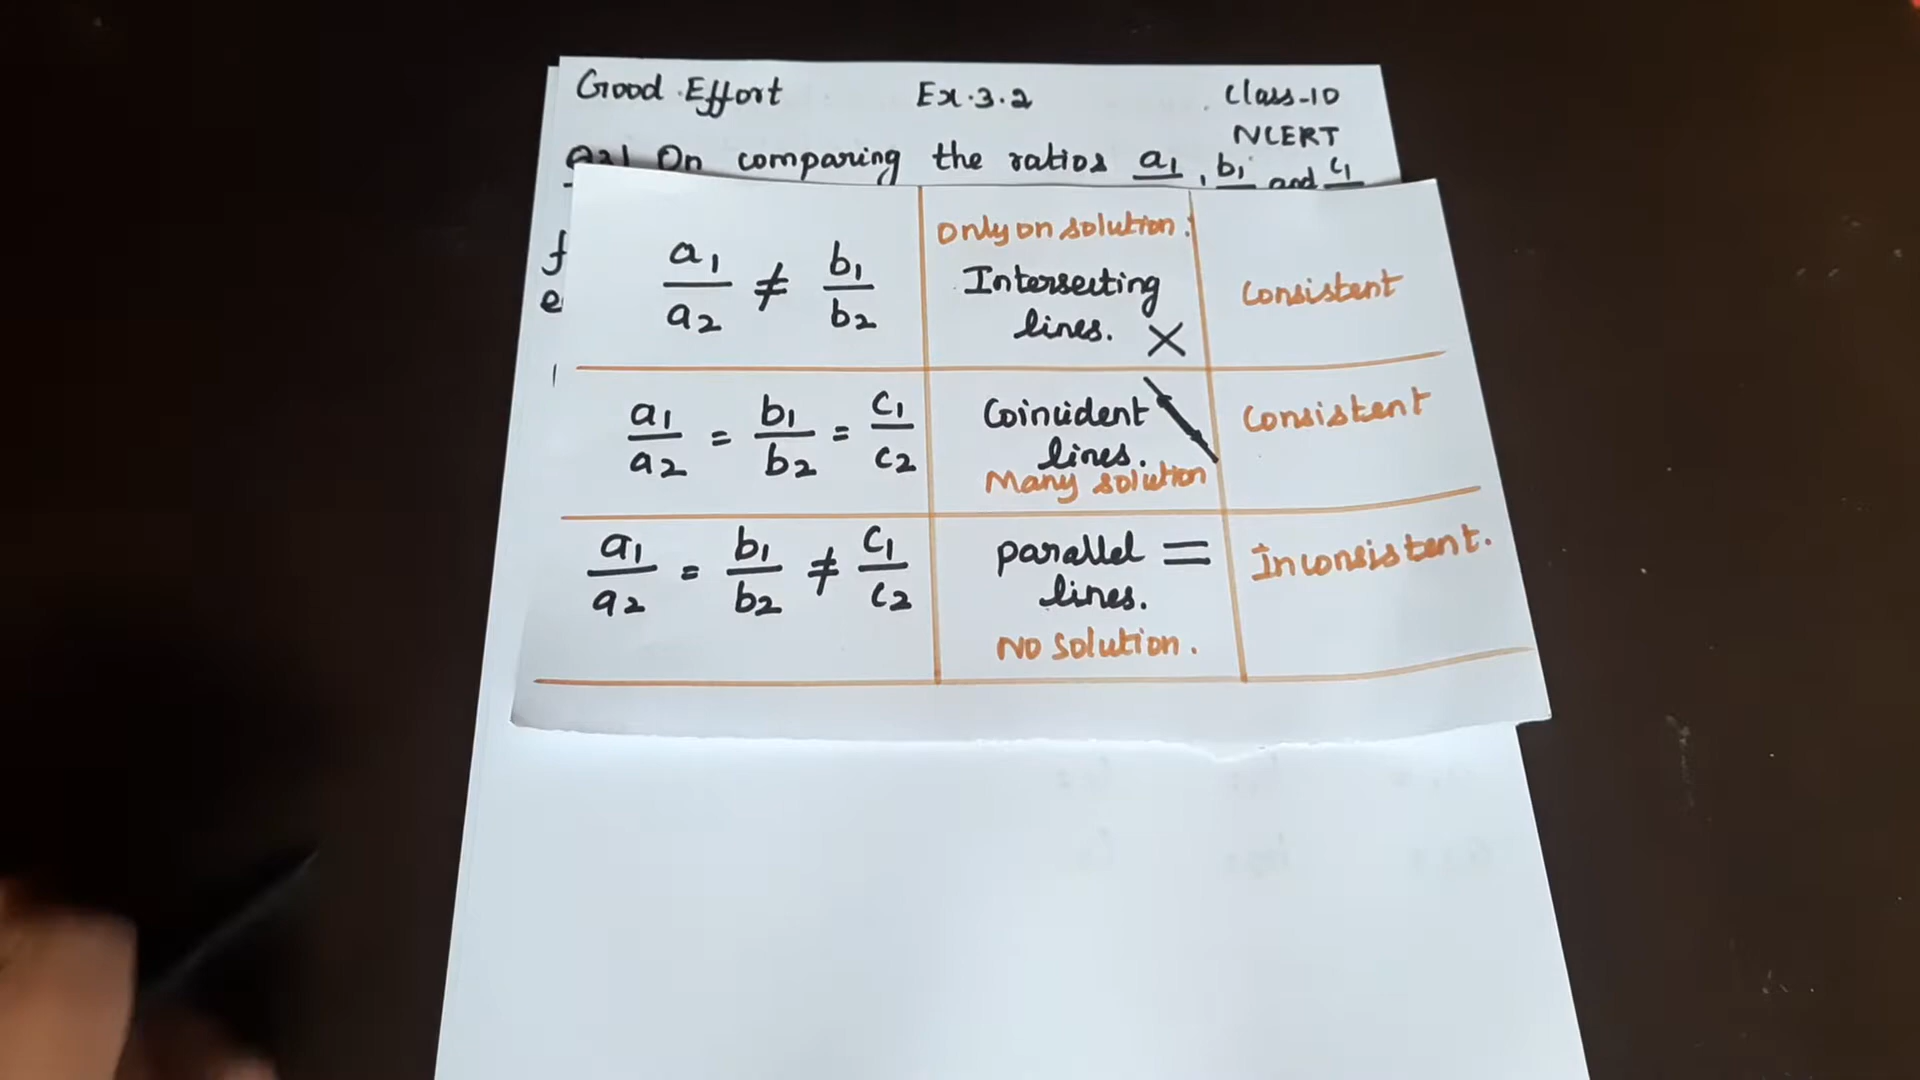 Good Effort Ex.3.2 Class-10
NCERT
Q3| On comparing the ratios a1 , b1 and c1
f
e
a1/a2 ≠ b1/b2
Only on solution.
Intersecting
lines. ×
Consistent
a1/a2 = b1/b2 = c1/c2
Coincident
lines.
Many solution
Consistent
a1/a2 = b1/b2 ≠ c1/c2
parallel =
lines.
No solution.
Inconsistent.